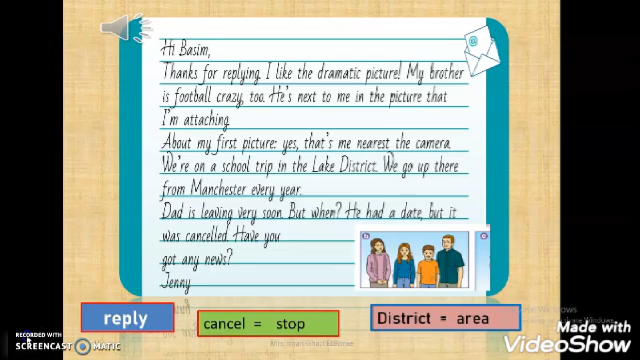 Hi Basim,
Thanks for replying. I like the dramatic picture! My brother
is football crazy, too. He's next to me in the picture that
I'm attaching.
About my first picture: yes, that's me nearest the camera.
We're on a school trip in the Lake District. We go up there
from Manchester every year.
Dad is leaving very soon. But when? He had a date, but it
was cancelled. Have you
got any news?
Jenny
reply
cancel = stop
District = area
RECORDED WITH
SCREENCAST MATIC
Made with
VideoShow